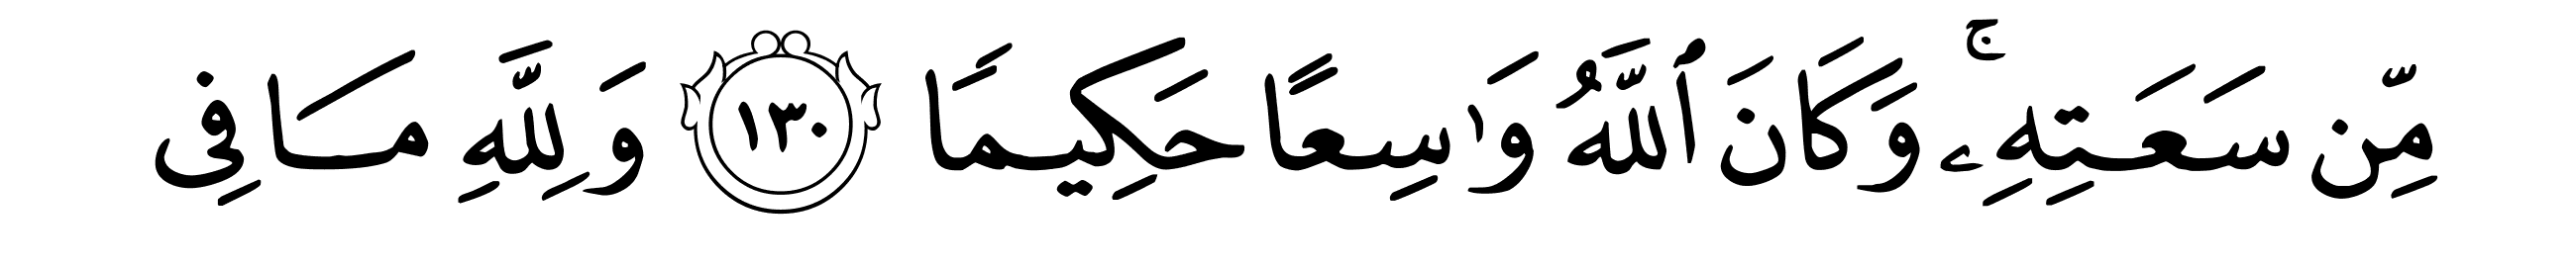 مِّن سَعَتِهِۦۚ وَكَانَ ٱللَّهُ وَٰسِعًا حَكِيمًا ١٣٠ وَلِلَّهِ مَا فِي